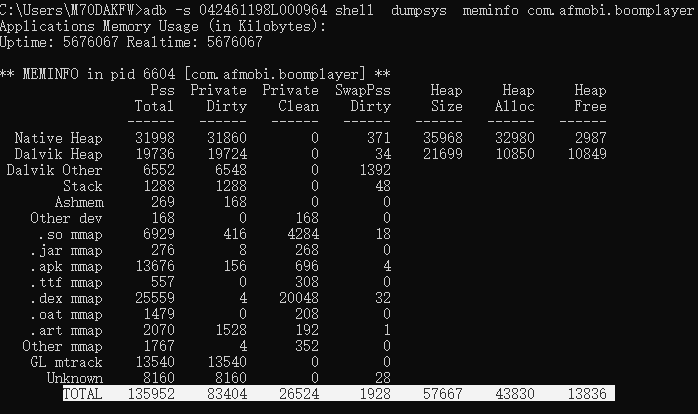 C:\Users\M70DAKFW>adb -s 042461198L000964 shell  dumpsys  meminfo com.afmobi.boomplayer
Applications Memory Usage (in Kilobytes):
Uptime: 5676067 Realtime: 5676067
** MEMINFO in pid 6604 [com.afmobi.boomplayer] **
Pss Private Private SwapPss Heap Heap Heap
Total Dirty Clean Dirty Size Alloc Free
------ ------ ------ ------ ------ ------ ------
Native Heap 31998 31860 0 371 35968 32980 2987
Dalvik Heap 19736 19724 0 34 21699 10850 10849
Dalvik Other 6552 6548 0 1392
Stack 1288 1288 0 48
Ashmem 269 168 0 0
Other dev 168 0 168 0
.so mmap 6929 416 4284 18
.jar mmap 276 8 268 0
.apk mmap 13676 156 696 4
.ttf mmap 557 0 308 0
.dex mmap 25559 4 20048 32
.oat mmap 1479 0 208 0
.art mmap 2070 1528 192 1
Other mmap 1767 4 352 0
GL mtrack 13540 13540 0 0
Unknown 8160 8160 0 28
TOTAL 135952 83404 26524 1928 57667 43830 13836